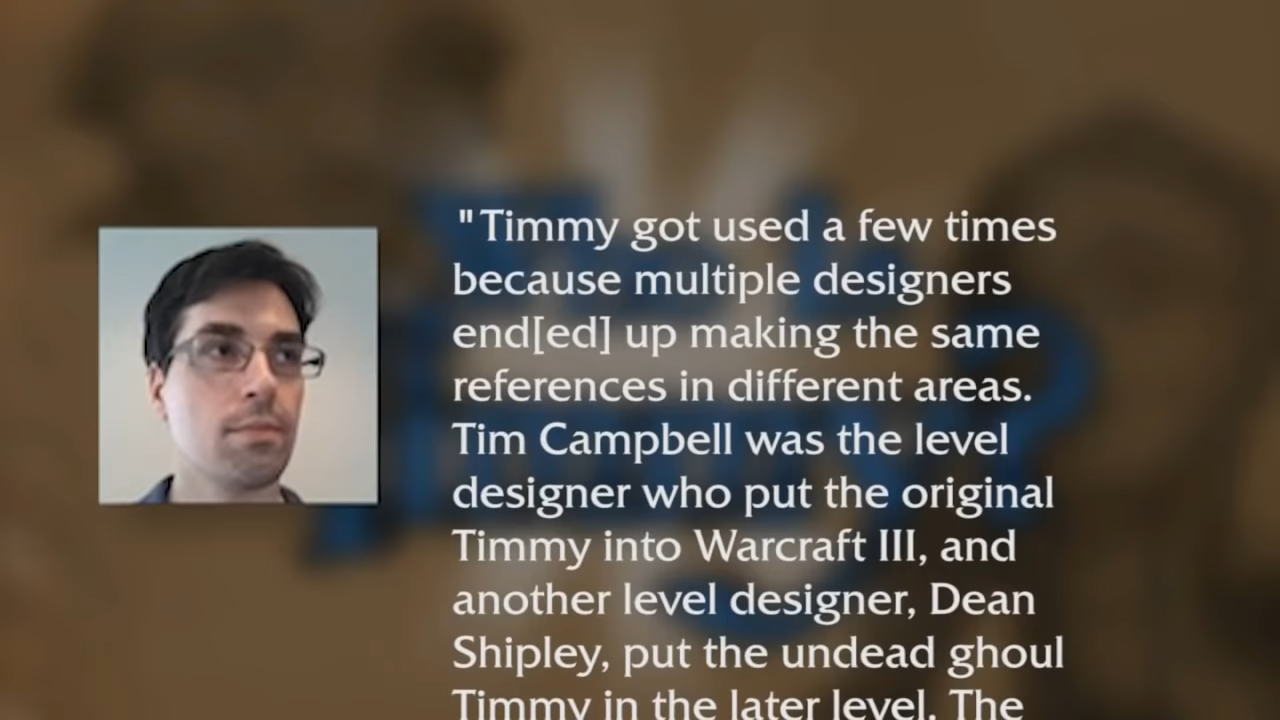 "Timmy got used a few times
because multiple designers
end[ed] up making the same
references in different areas.
Tim Campbell was the level
designer who put the original
Timmy into Warcraft III, and
another level designer, Dean
Shipley, put the undead ghoul
Timmy in the later level. The